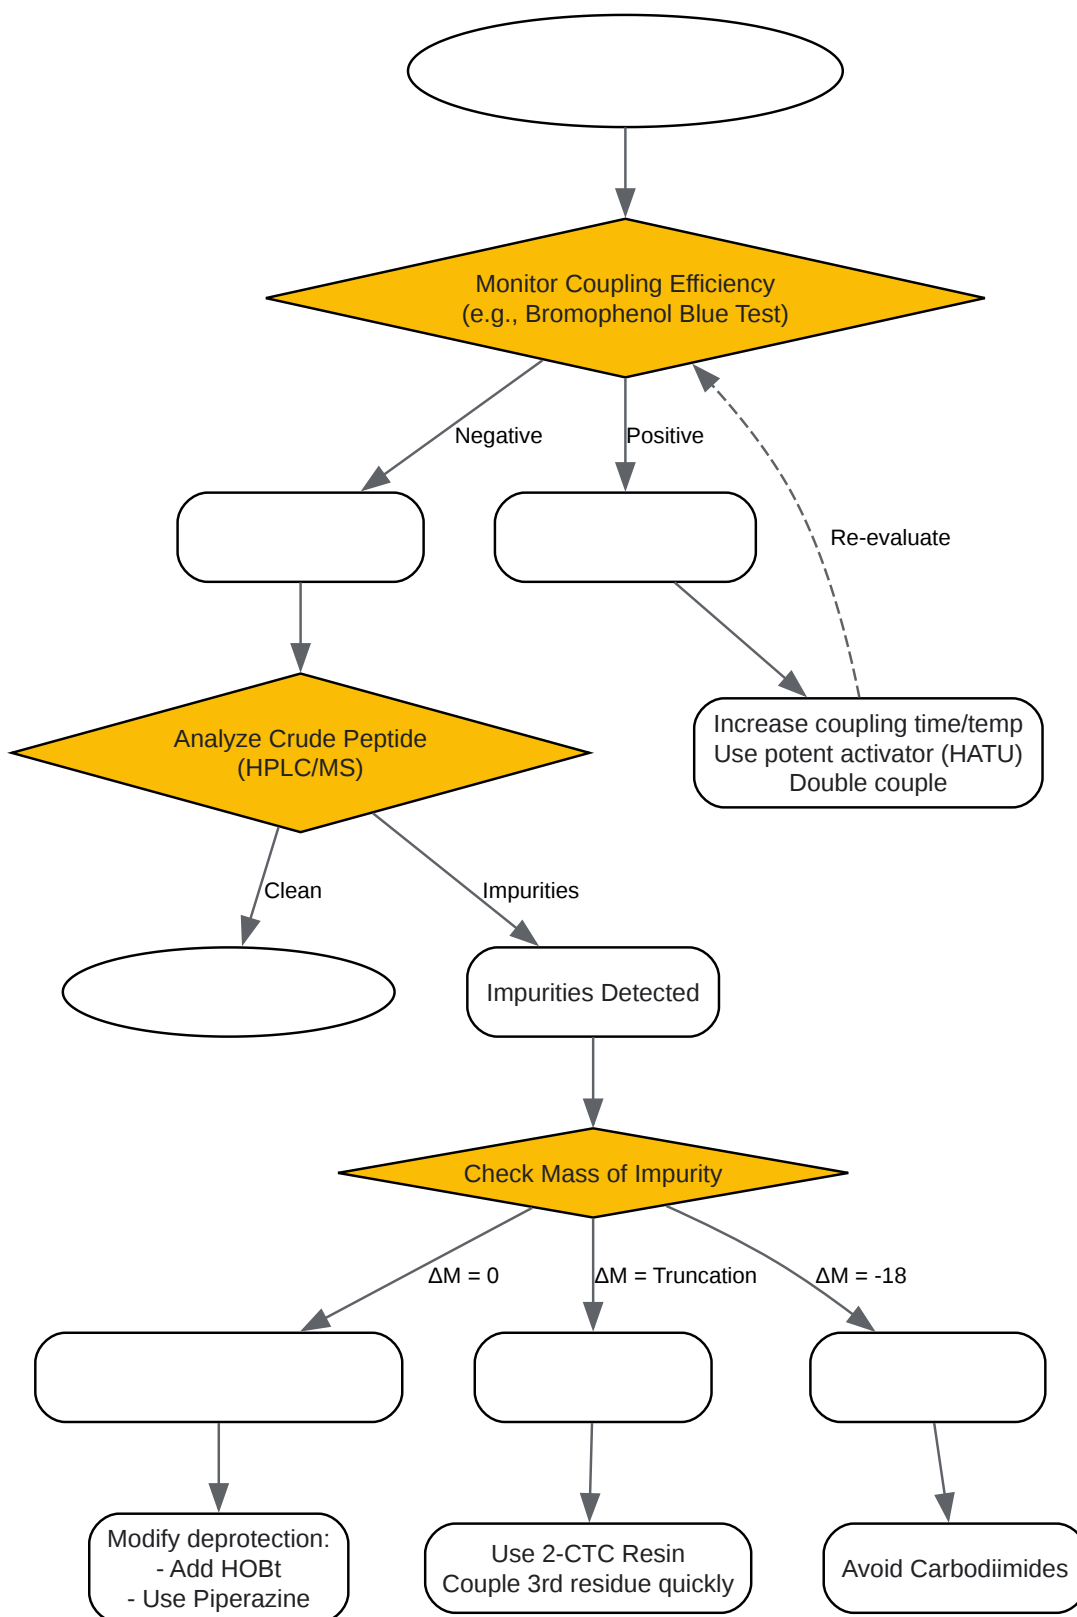 Monitor Coupling Efficiency
(e.g., Bromophenol Blue Test)
Negative
Positive
Re-evaluate
Increase coupling time/temp
Use potent activator (HATU)
Double couple
Analyze Crude Peptide
(HPLC/MS)
Clean
Impurities
Impurities Detected
Check Mass of Impurity
ΔM = 0
ΔM = Truncation
ΔM = -18
Modify deprotection:
- Add HOBt
- Use Piperazine
Use 2-CTC Resin
Couple 3rd residue quickly
Avoid Carbodiimides